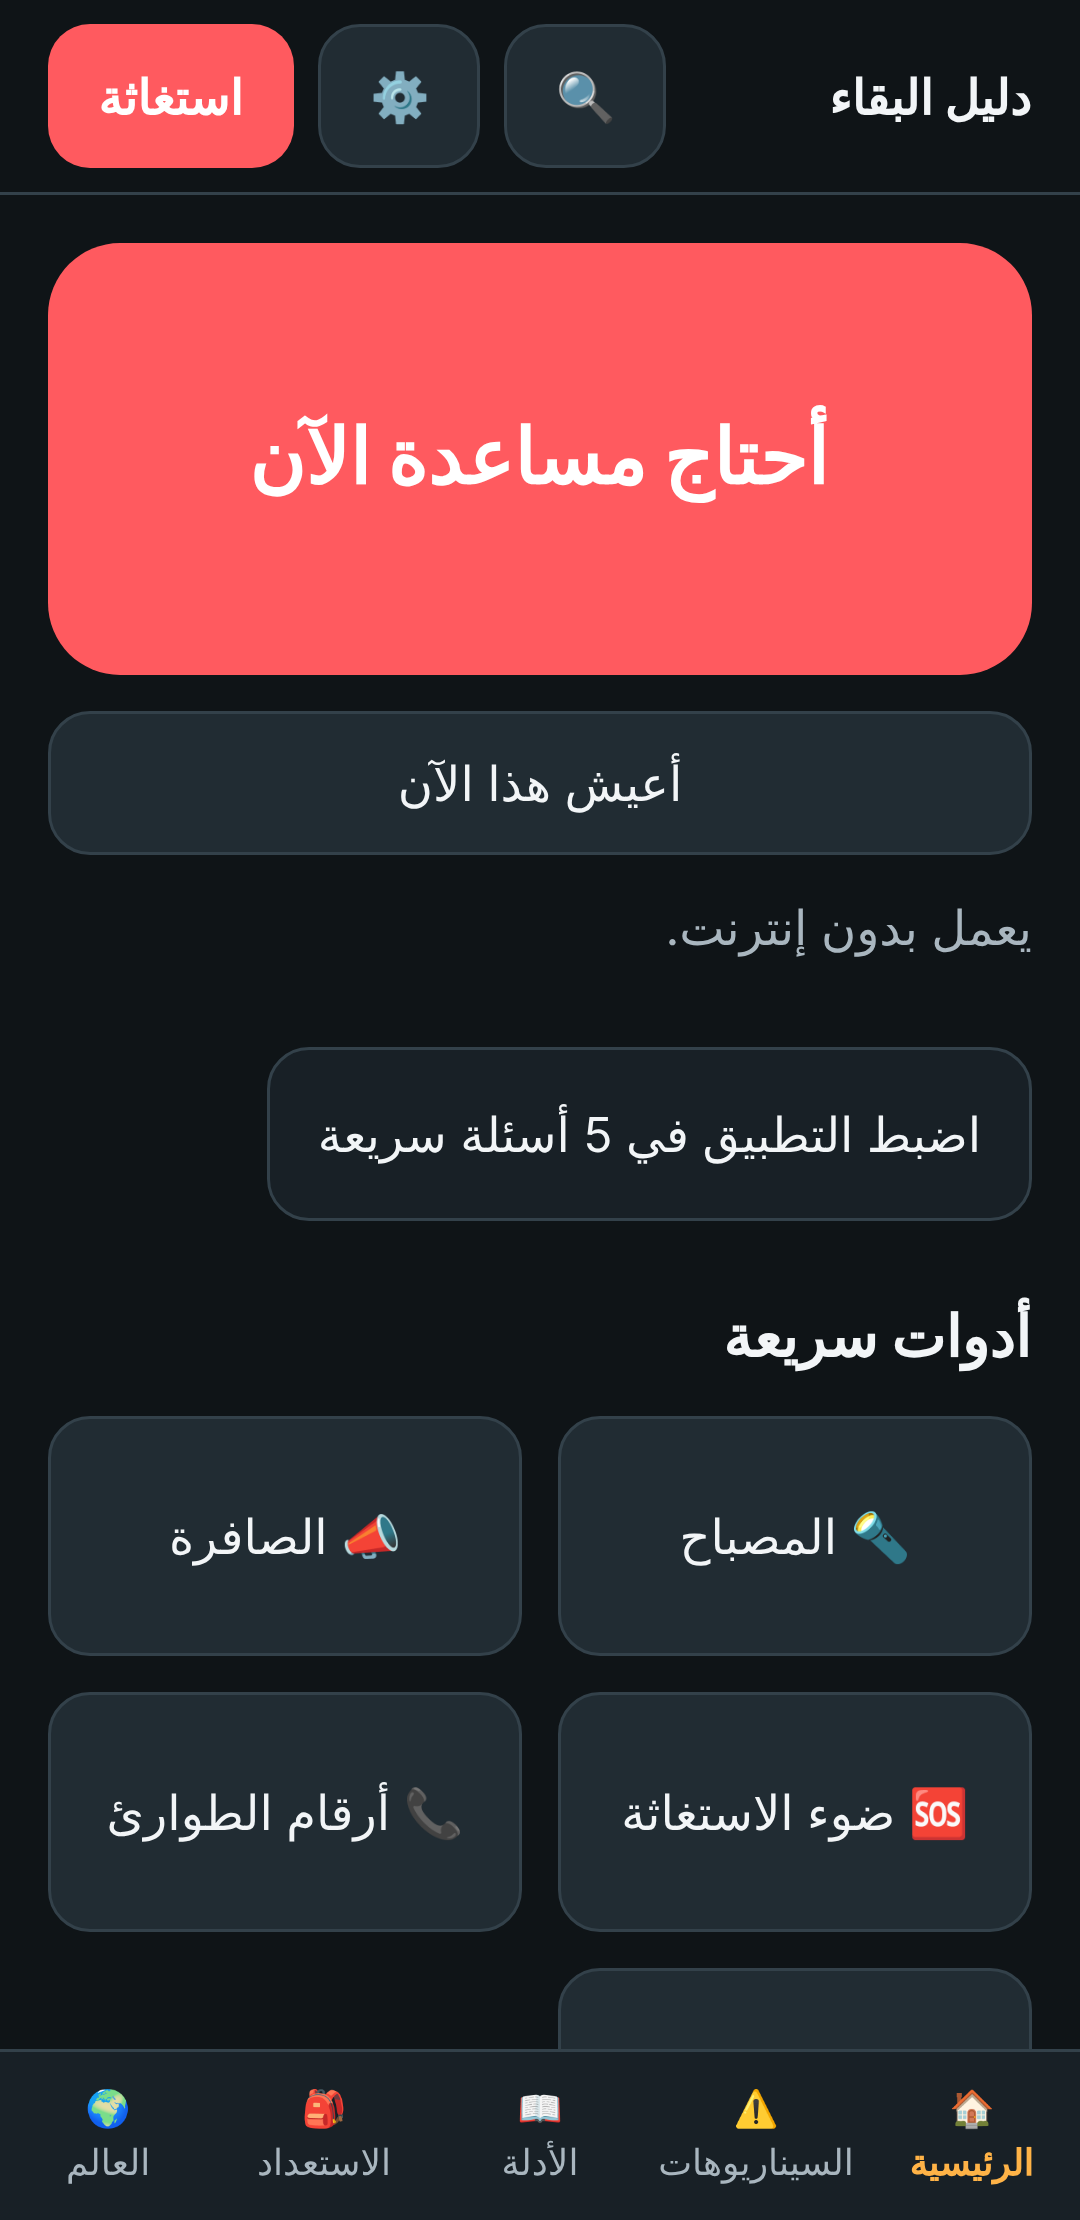 دليل البقاء
استغاثة
أحتاج مساعدة الآن
أعيش هذا الآن
يعمل بدون إنترنت.
اضبط التطبيق في 5 أسئلة سريعة
أدوات سريعة
🔦 المصباح
📣 الصافرة
🆘 ضوء الاستغاثة
📞 أرقام الطوارئ
الرئيسية
السيناريوهات
الأدلة
الاستعداد
العالم